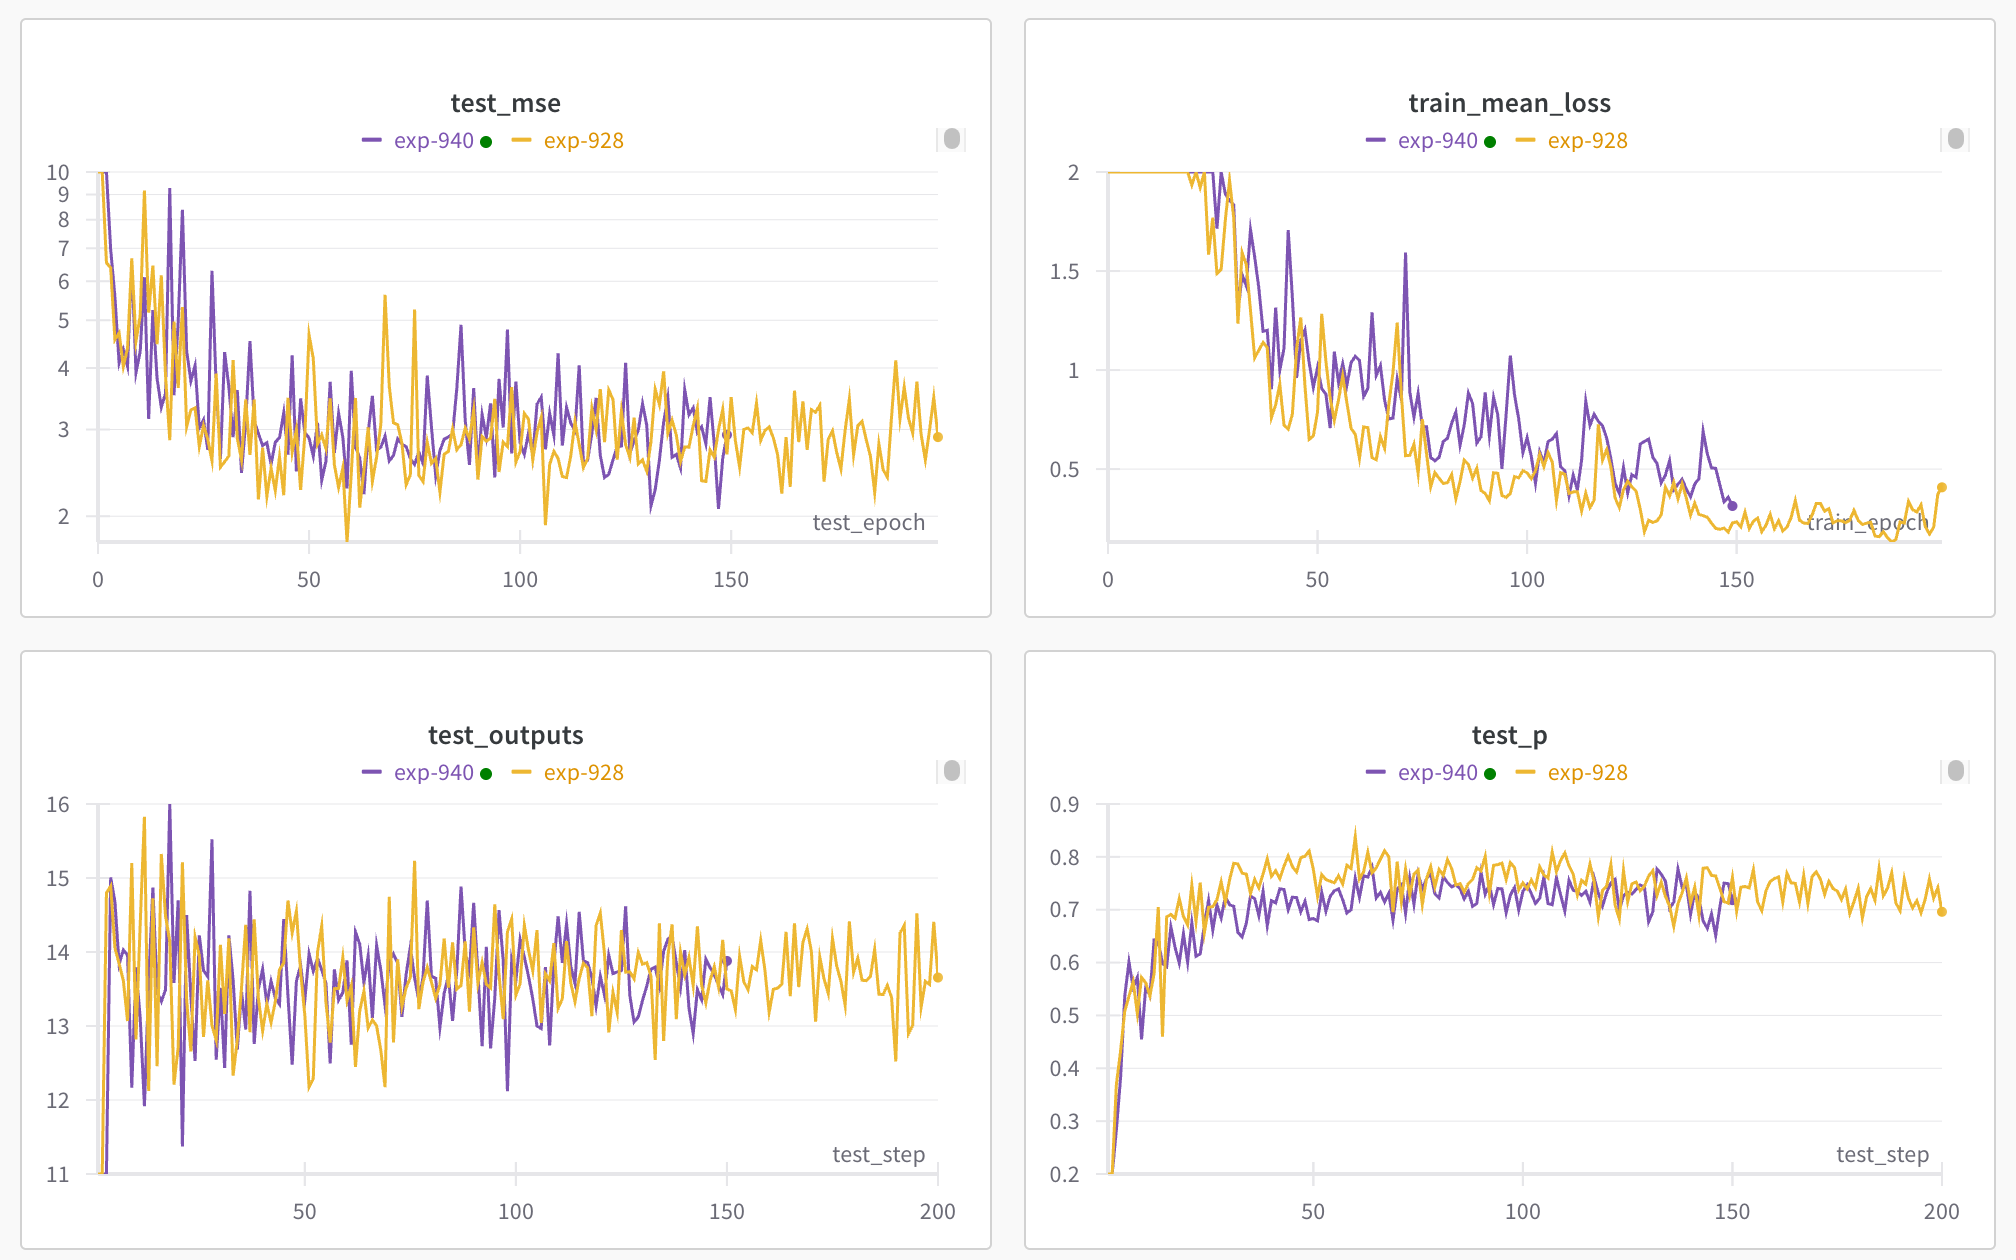 test_mse
exp-940 exp-928
10
9
8
7
6
5
4
3
2
test_epoch
0 50 100 150
train_mean_loss
exp-940 exp-928
2
1.5
1
0.5
train_epoch
0 50 100 150
test_outputs
exp-940 exp-928
16
15
14
13
12
11
test_step
50 100 150 200
test_p
exp-940 exp-928
0.9
0.8
0.7
0.6
0.5
0.4
0.3
0.2
test_step
50 100 150 200